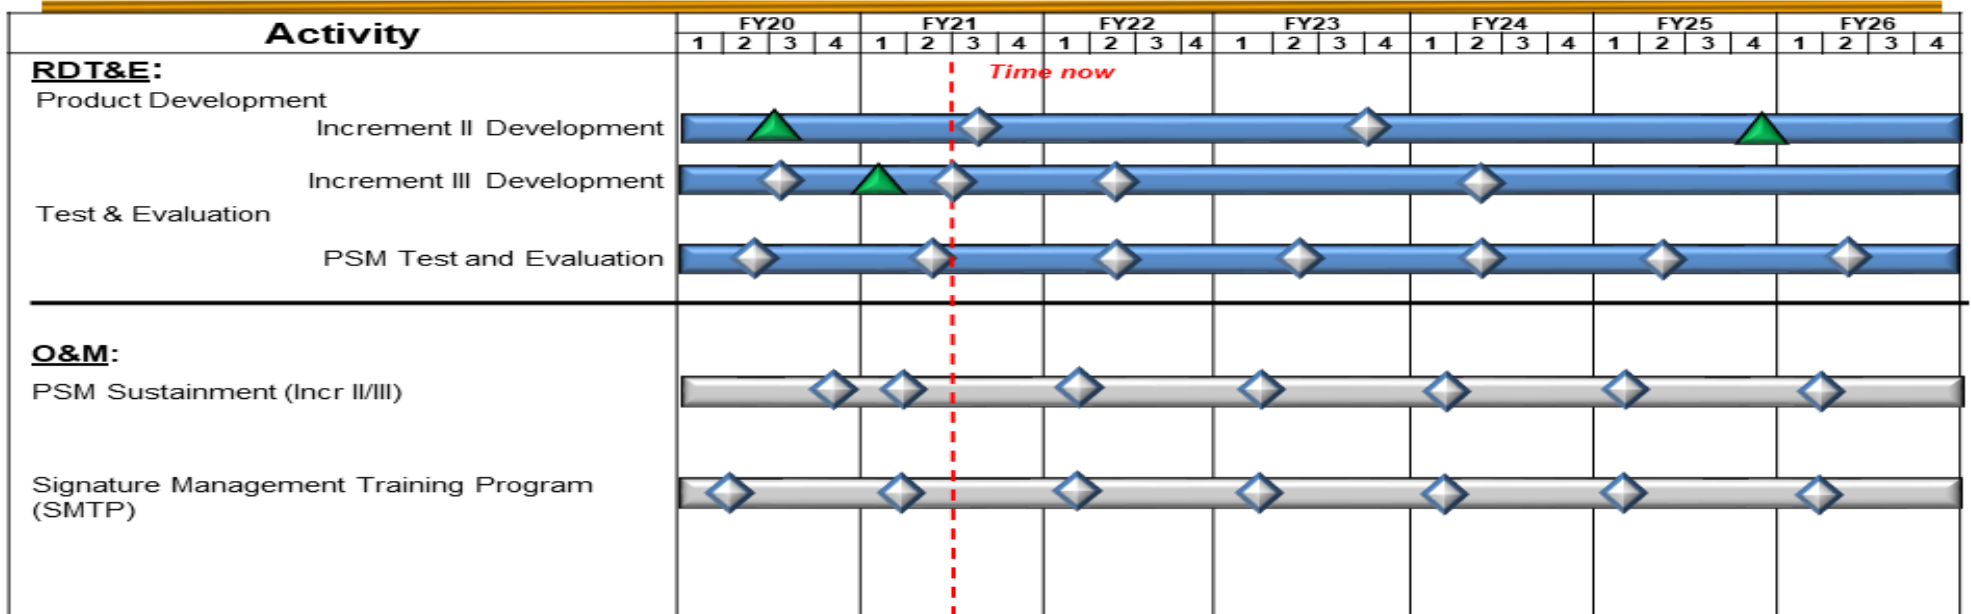 Activity
FY20 FY21 FY22 FY23 FY24 FY25 FY26
1 2 3 4 1 2 3 4 1 2 3 4 1 2 3 4 1 2 3 4 1 2 3 4 1 2 3 4
RDT&E:
Time now
Product Development
Increment II Development
Increment III Development
Test & Evaluation
PSM Test and Evaluation
O&M:
PSM Sustainment (Incr II/III)
Signature Management Training Program
(SMTP)